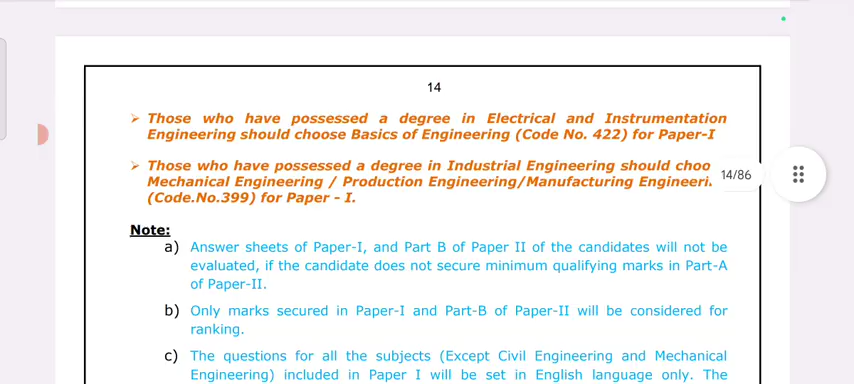 14
➢ Those who have possessed a degree in Electrical and Instrumentation
Engineering should choose Basics of Engineering (Code No. 422) for Paper-I
➢ Those who have possessed a degree in Industrial Engineering should choo
Mechanical Engineering / Production Engineering/Manufacturing Engineeri
(Code.No.399) for Paper - I.
14/86
Note:
a) Answer sheets of Paper-I, and Part B of Paper II of the candidates will not be
evaluated, if the candidate does not secure minimum qualifying marks in Part-A
of Paper-II.
b) Only marks secured in Paper-I and Part-B of Paper-II will be considered for
ranking.
c) The questions for all the subjects (Except Civil Engineering and Mechanical
Engineering) included in Paper I will be set in English language only. The